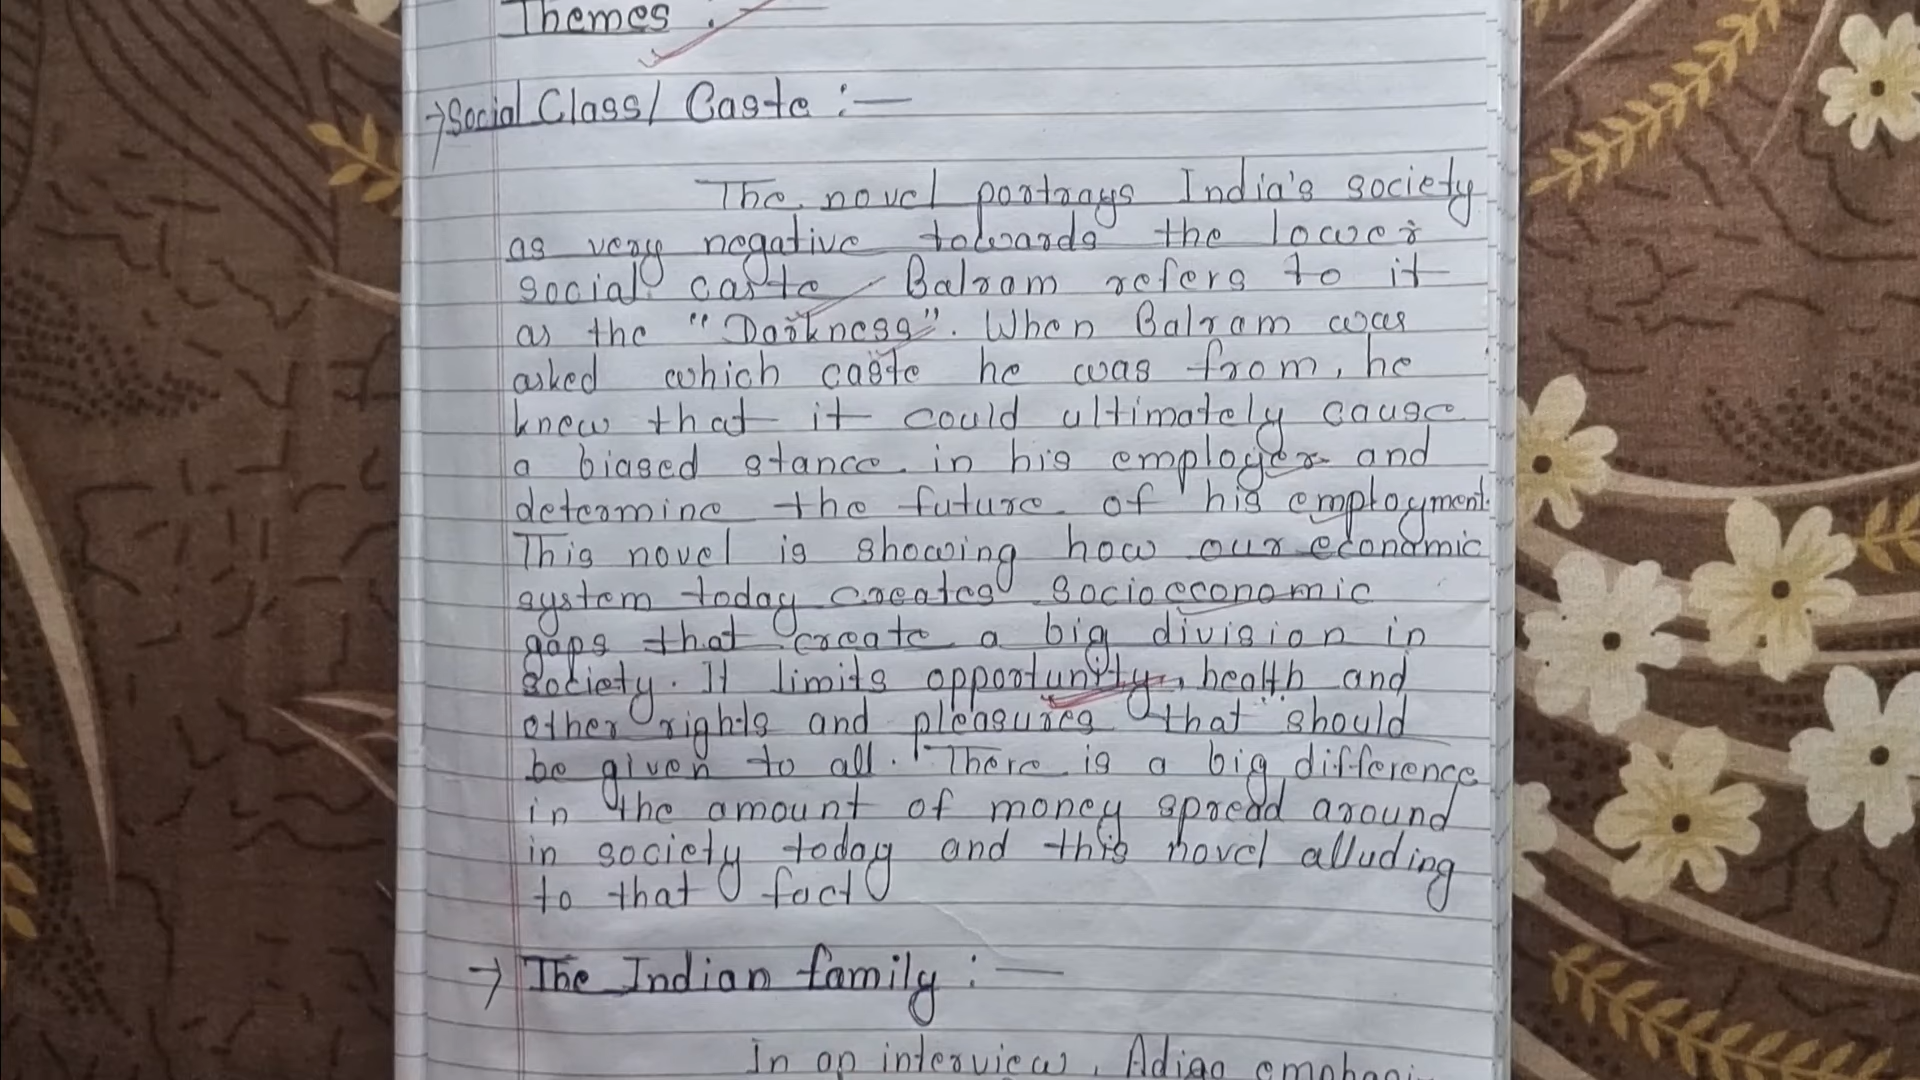 Themes :—
→Social Class/ Caste :—
The novel portrays India's society
as very negative towards the lower
social caste Balram refers to it
as the "Darkness". When Balram was
asked which caste he was from, he
knew that it could ultimately cause
a biased stance in his employer and
determine the future of his employment.
This novel is showing how our economic
system today creates socioeconomic
gaps that create a big division in
society. It limits opportunity, health and
other rights and pleasures that should
be given to all. There is a big difference
in the amount of money spread around
in society today and this novel alluding
to that fact
→ The Indian family :—
In an interview, Adiga